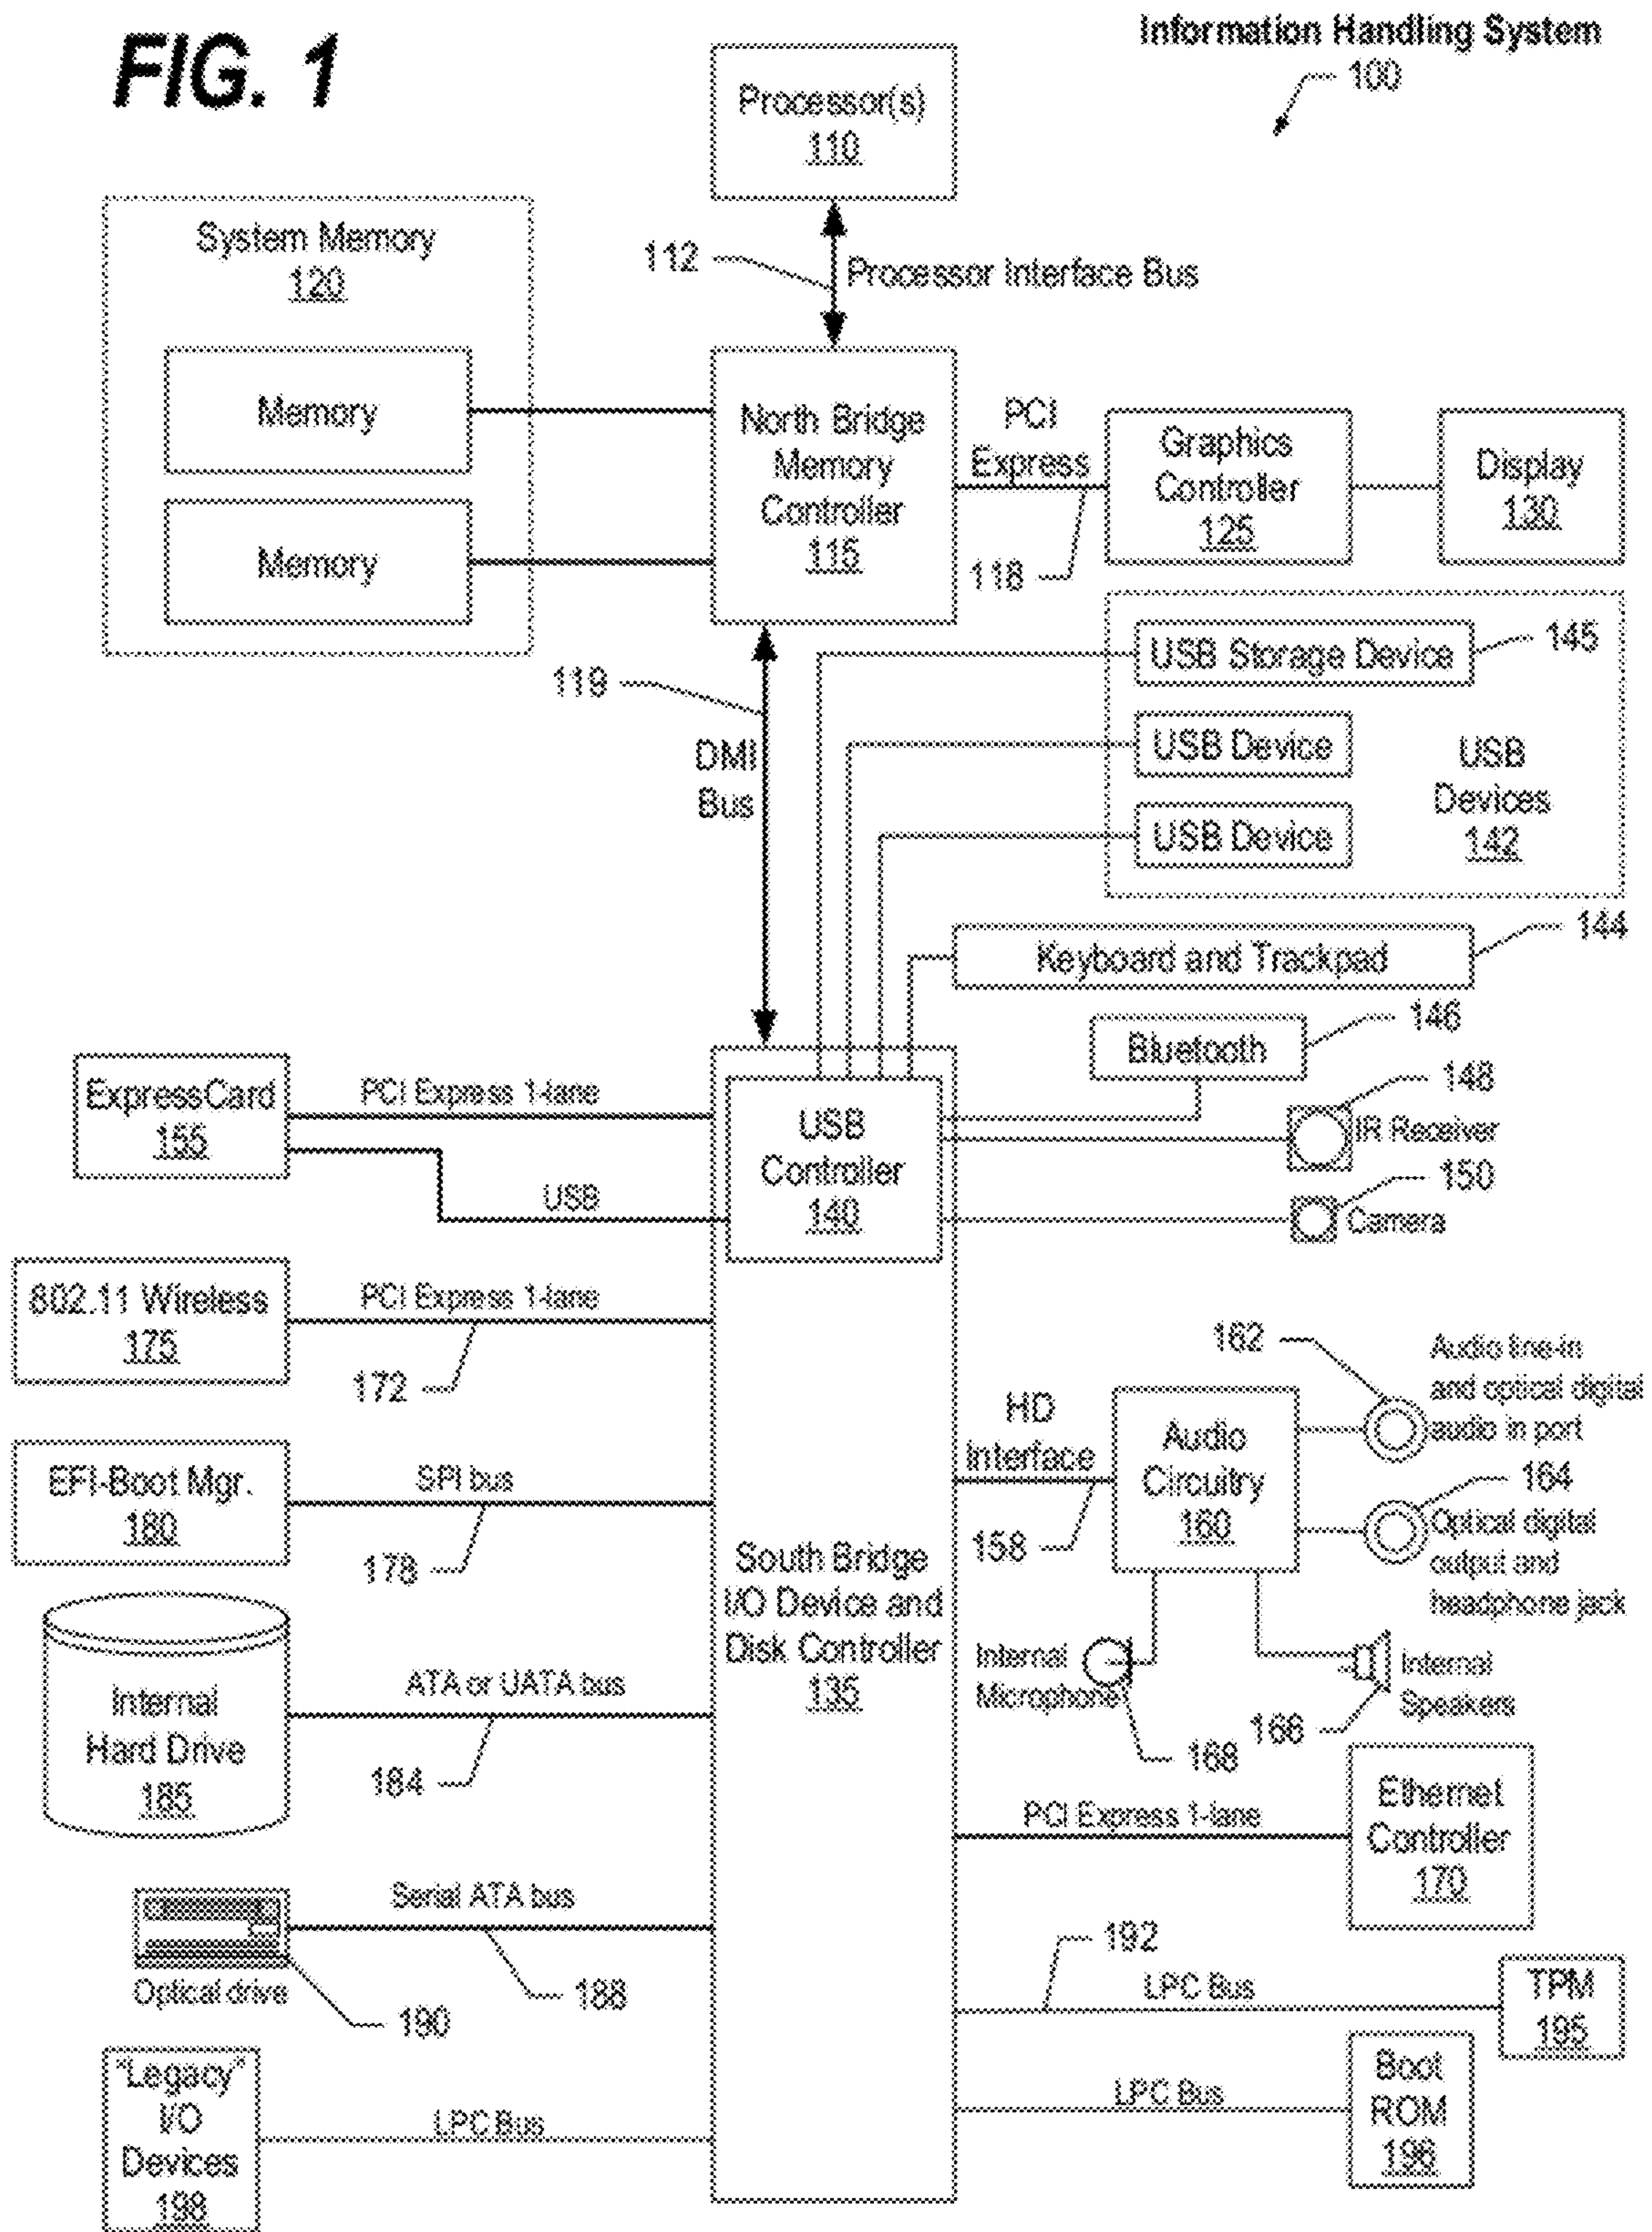 FIG. 1
Information Handling System
100
Processor(s)
110
System Memory
120
112
Processor Interface Bus
Memory
Memory
North Bridge
Memory
Controller
115
PCI
Express
118
Graphics
Controller
125
Display
130
119
DMI
Bus
USB Storage Device
145
USB Device
USB Device
USB
Devices
142
Keyboard and Trackpad
144
Bluetooth
146
148
IR Receiver
150
Camera
ExpressCard
155
PCI Express 1-lane
USB
USB
Controller
140
802.11 Wireless
175
PCI Express 1-lane
172
EFI-Boot Mgr.
180
SPI bus
178
South Bridge
I/O Device and
Disk Controller
135
HD
Interface
158
Audio
Circuitry
160
162
Audio line-in
and optical digital
audio in port
164
Optical digital
output and
headphone jack
Internal
Microphone
168
166
Internal
Speakers
Internal
Hard Drive
185
ATA or UATA bus
184
PCI Express 1-lane
Ethernet
Controller
170
Serial ATA bus
188
Optical drive
190
192
LPC Bus
TPM
195
"Legacy"
I/O
Devices
198
LPC Bus
LPC Bus
Boot
ROM
196